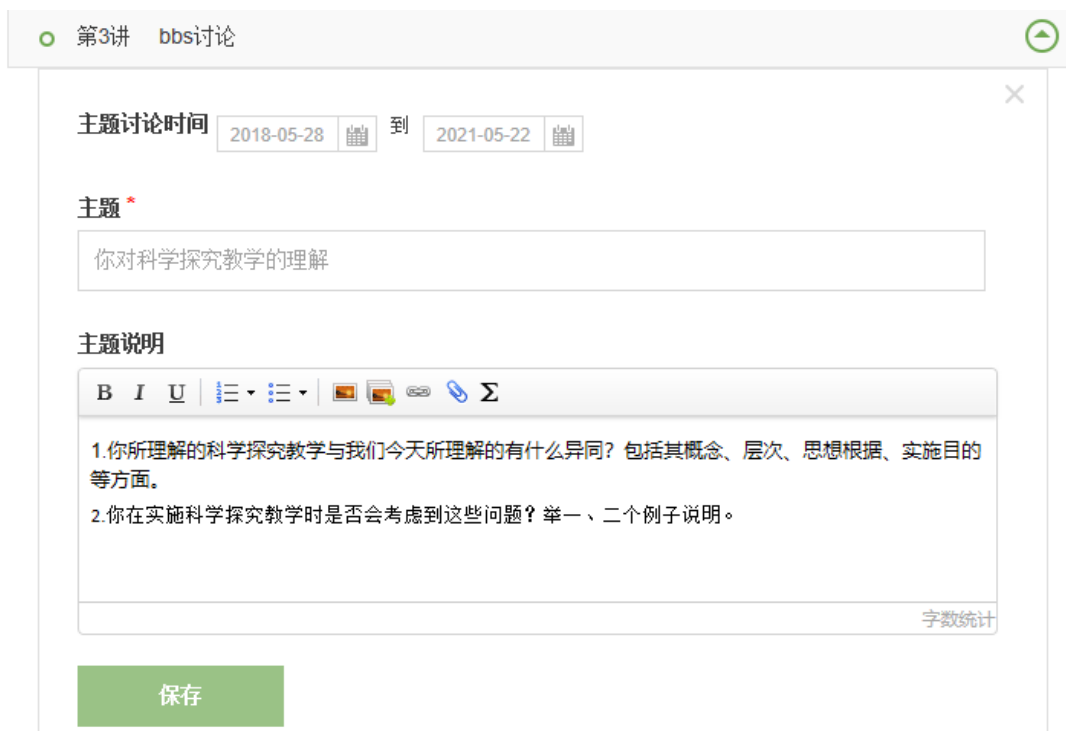 第3讲 bbs讨论
主题讨论时间 2018-05-28 到 2021-05-22
主题 *
你对科学探究教学的理解
主题说明
B I U Σ
1.你所理解的科学探究教学与我们今天所理解的有什么异同？包括其概念、层次、思想根据、实施目的
等方面。
2.你在实施科学探究教学时是否会考虑到这些问题？举一、二个例子说明。
字数统计
保存